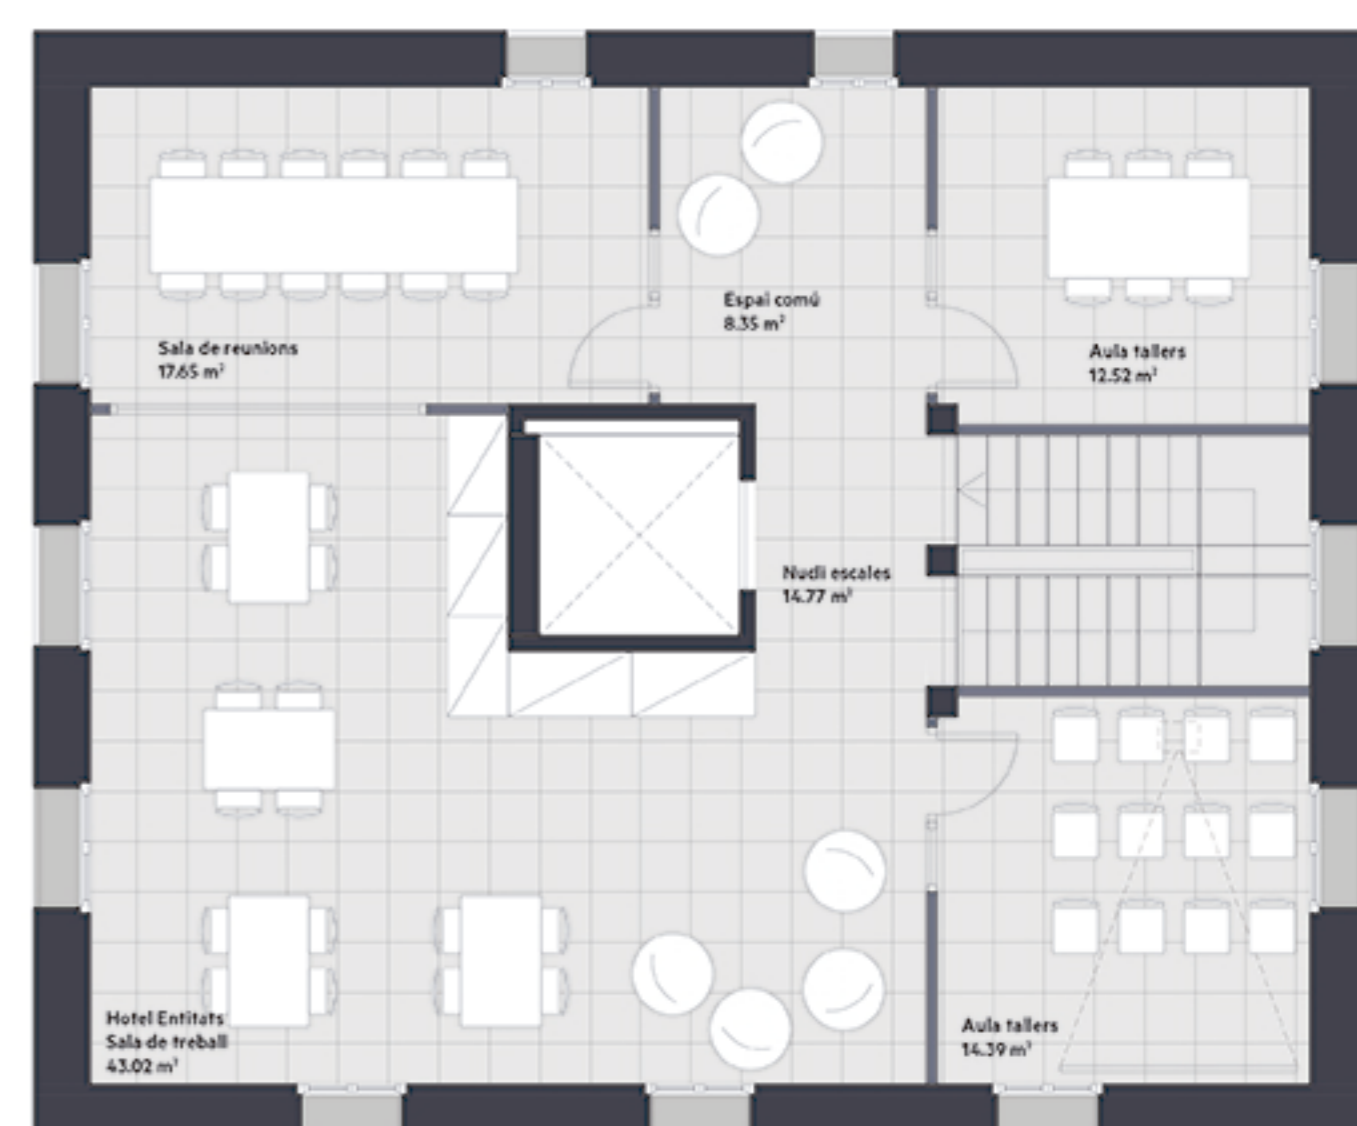 Espai comú
8.35 m²
Sala de reunions
17.65 m²
Aula tallers
12.52 m²
Nucli escales
14.77 m²
Hotel Entitats
Sala de treball
43.02 m²
Aula tallers
14.39 m²